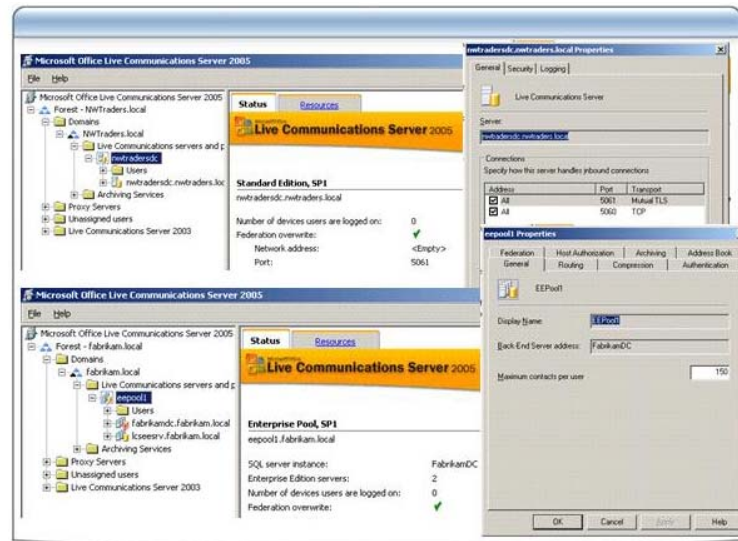 Microsoft Office Live Communications Server 2005
File Help
Microsoft Office Live Communications Server 2005
Forest - NWTraders.local
Domains
NWTraders.local
Live Communications servers and p
nwtradersdc
Users
nwtradersdc.nwtraders.loc
Archiving Services
Proxy Servers
Unassigned users
Live Communications Server 2003
Status Resources
Live Communications Server 2005
Standard Edition, SP1
nwtradersdc.nwtraders.local
Number of devices users are logged on: 0
Federation overwrite:
Network address: <Empty>
Port: 5061
nwtradersdc.nwtraders.local Properties
General Security Logging
Live Communications Server
Server:
nwtradersdc.nwtraders.local
Connections
Specify how this server handles inbound connections
Address Port Transport
All 5061 Mutual TLS
All 5060 TCP
Microsoft Office Live Communications Server 2005
File Help
Microsoft Office Live Communications Server 2005
Forest - fabrikam.local
Domains
fabrikam.local
Live Communications servers and p
eepool1
Users
fabrikamdc.fabrikam.local
lcseesrv.fabrikam.local
Archiving Services
Proxy Servers
Unassigned users
Live Communications Server 2003
Status Resources
Live Communications Server 2005
Enterprise Pool, SP1
eepool1.fabrikam.local
SQL server instance: FabrikamDC
Enterprise Edition servers: 2
Number of devices users are logged on: 0
Federation overwrite:
eepool1 Properties
Federation Host Authorization Archiving Address Book
General Routing Compression Authentication
EEPool1
Display Name: EEPool1
Back-End Server address: FabrikamDC
Maximum contacts per user 150
OK Cancel Apply Help